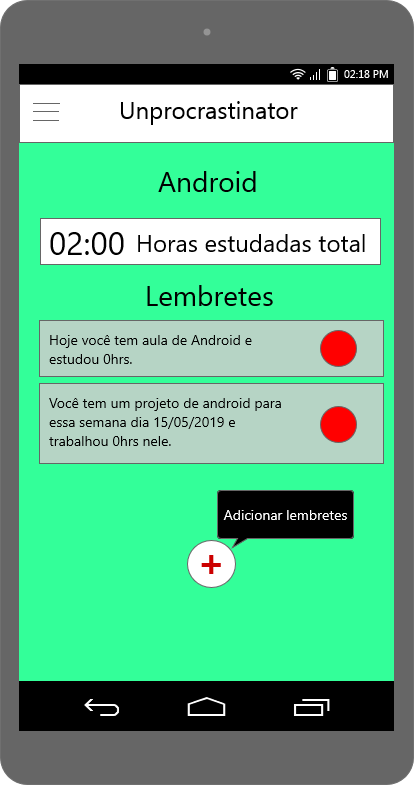 02:18 PM
Unprocrastinator
Android
02:00 Horas estudadas total
Lembretes
Hoje você tem aula de Android e
estudou 0hrs.
Você tem um projeto de android para
essa semana dia 15/05/2019 e
trabalhou 0hrs nele.
Adicionar lembretes
+